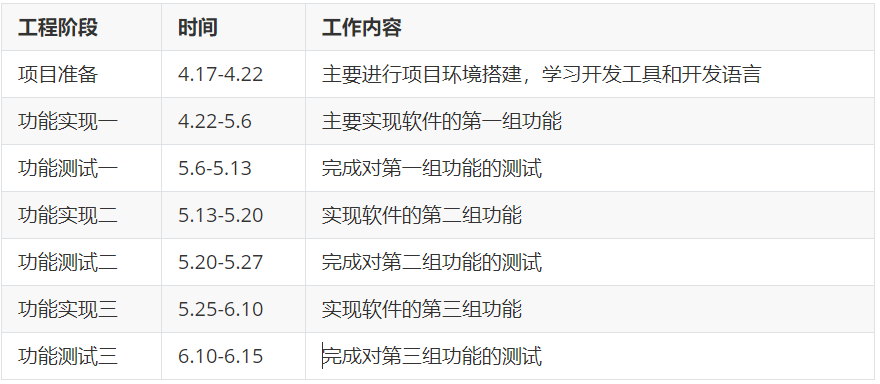 工程阶段 时间 工作内容
项目准备 4.17-4.22 主要进行项目环境搭建，学习开发工具和开发语言
功能实现一 4.22-5.6 主要实现软件的第一组功能
功能测试一 5.6-5.13 完成对第一组功能的测试
功能实现二 5.13-5.20 实现软件的第二组功能
功能测试二 5.20-5.27 完成对第二组功能的测试
功能实现三 5.25-6.10 实现软件的第三组功能
功能测试三 6.10-6.15 完成对第三组功能的测试